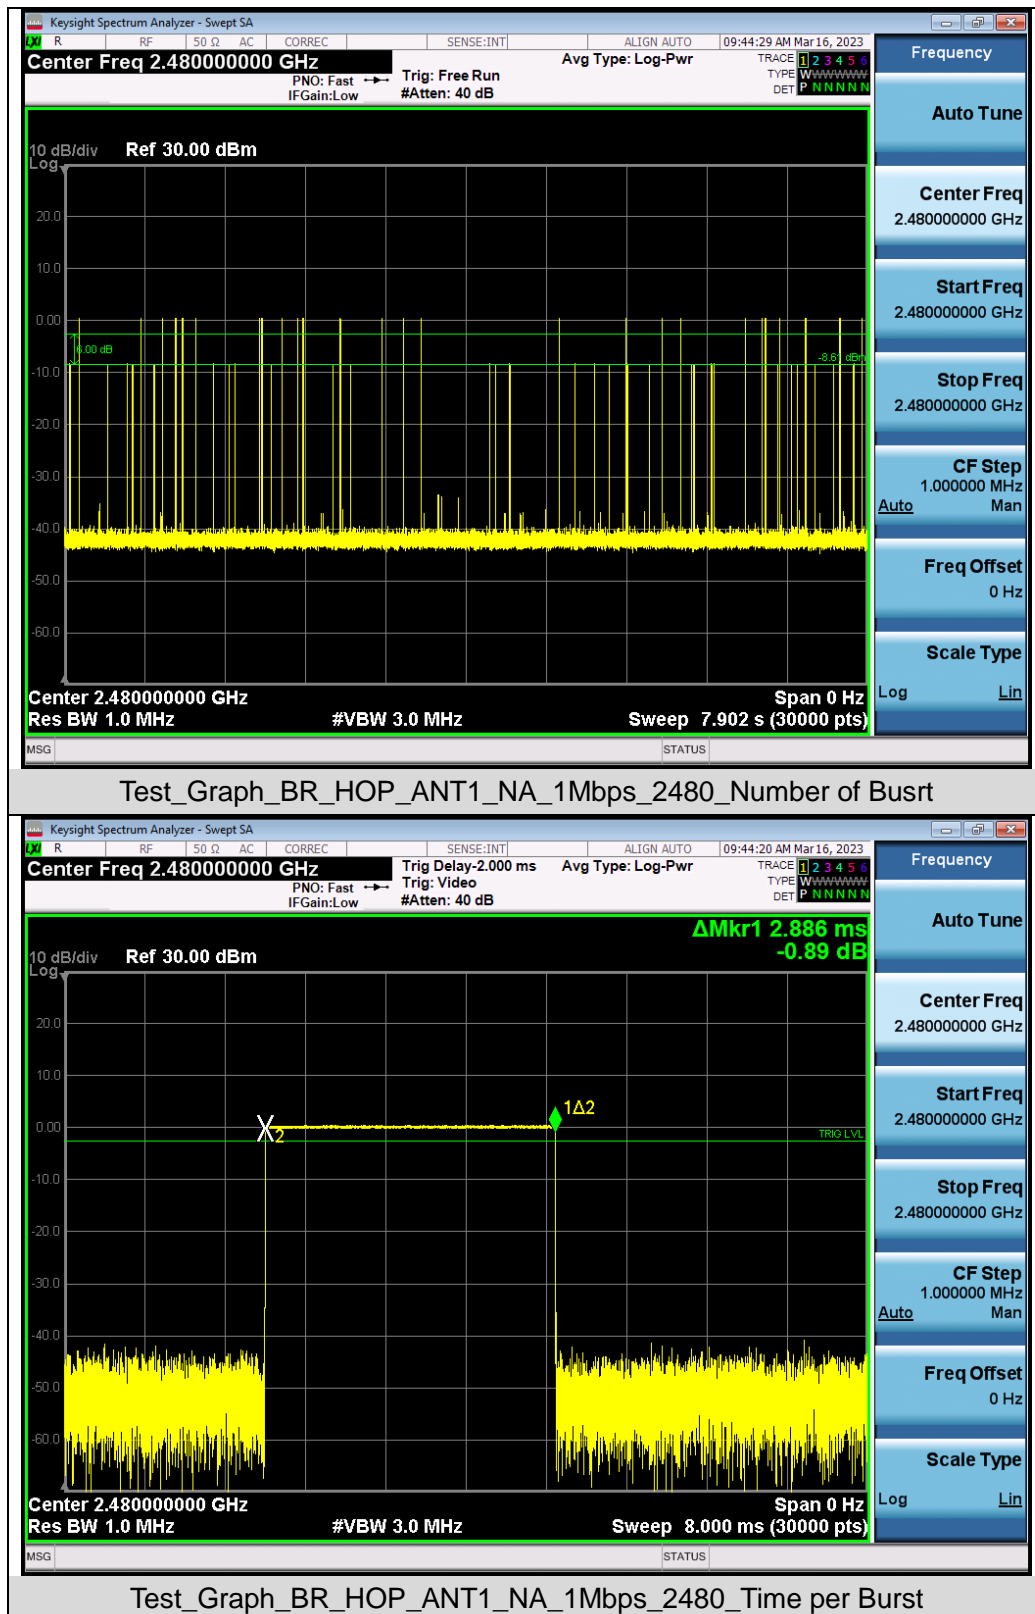 Keysight Spectrum Analyzer - Swept SA
LXI R RF 50 Ω AC CORREC SENSE:INT ALIGN AUTO 09:44:29 AM Mar 16, 2023
Center Freq 2.480000000 GHz
PNO: Fast
IFGain:Low
Trig: Free Run
#Atten: 40 dB
Avg Type: Log-Pwr
TRACE 1 2 3 4 5 6
TYPE WWWWWW
DET P N N N N N
10 dB/div
Log
Ref 30.00 dBm
20.0
10.0
0.00
6.00 dB
-8.61 dBm
-10.0
-20.0
-30.0
-40.0
-50.0
-60.0
Center 2.480000000 GHz Span 0 Hz
Res BW 1.0 MHz #VBW 3.0 MHz Sweep 7.902 s (30000 pts)
MSG STATUS
Frequency
Auto Tune
Center Freq
2.480000000 GHz
Start Freq
2.480000000 GHz
Stop Freq
2.480000000 GHz
CF Step
1.000000 MHz
Auto Man
Freq Offset
0 Hz
Scale Type
Log Lin
Test_Graph_BR_HOP_ANT1_NA_1Mbps_2480_Number of Busrt
Keysight Spectrum Analyzer - Swept SA
LXI R RF 50 Ω AC CORREC SENSE:INT ALIGN AUTO 09:44:20 AM Mar 16, 2023
Center Freq 2.480000000 GHz
PNO: Fast
IFGain:Low
Trig Delay-2.000 ms
Trig: Video
#Atten: 40 dB
Avg Type: Log-Pwr
TRACE 1 2 3 4 5 6
TYPE WWWWWW
DET P N N N N N
ΔMkr1 2.886 ms
-0.89 dB
10 dB/div
Log
Ref 30.00 dBm
20.0
10.0
1Δ2
0.00
2
TRIG LVL
-10.0
-20.0
-30.0
-40.0
-50.0
-60.0
Center 2.480000000 GHz Span 0 Hz
Res BW 1.0 MHz #VBW 3.0 MHz Sweep 8.000 ms (30000 pts)
MSG STATUS
Frequency
Auto Tune
Center Freq
2.480000000 GHz
Start Freq
2.480000000 GHz
Stop Freq
2.480000000 GHz
CF Step
1.000000 MHz
Auto Man
Freq Offset
0 Hz
Scale Type
Log Lin
Test_Graph_BR_HOP_ANT1_NA_1Mbps_2480_Time per Burst